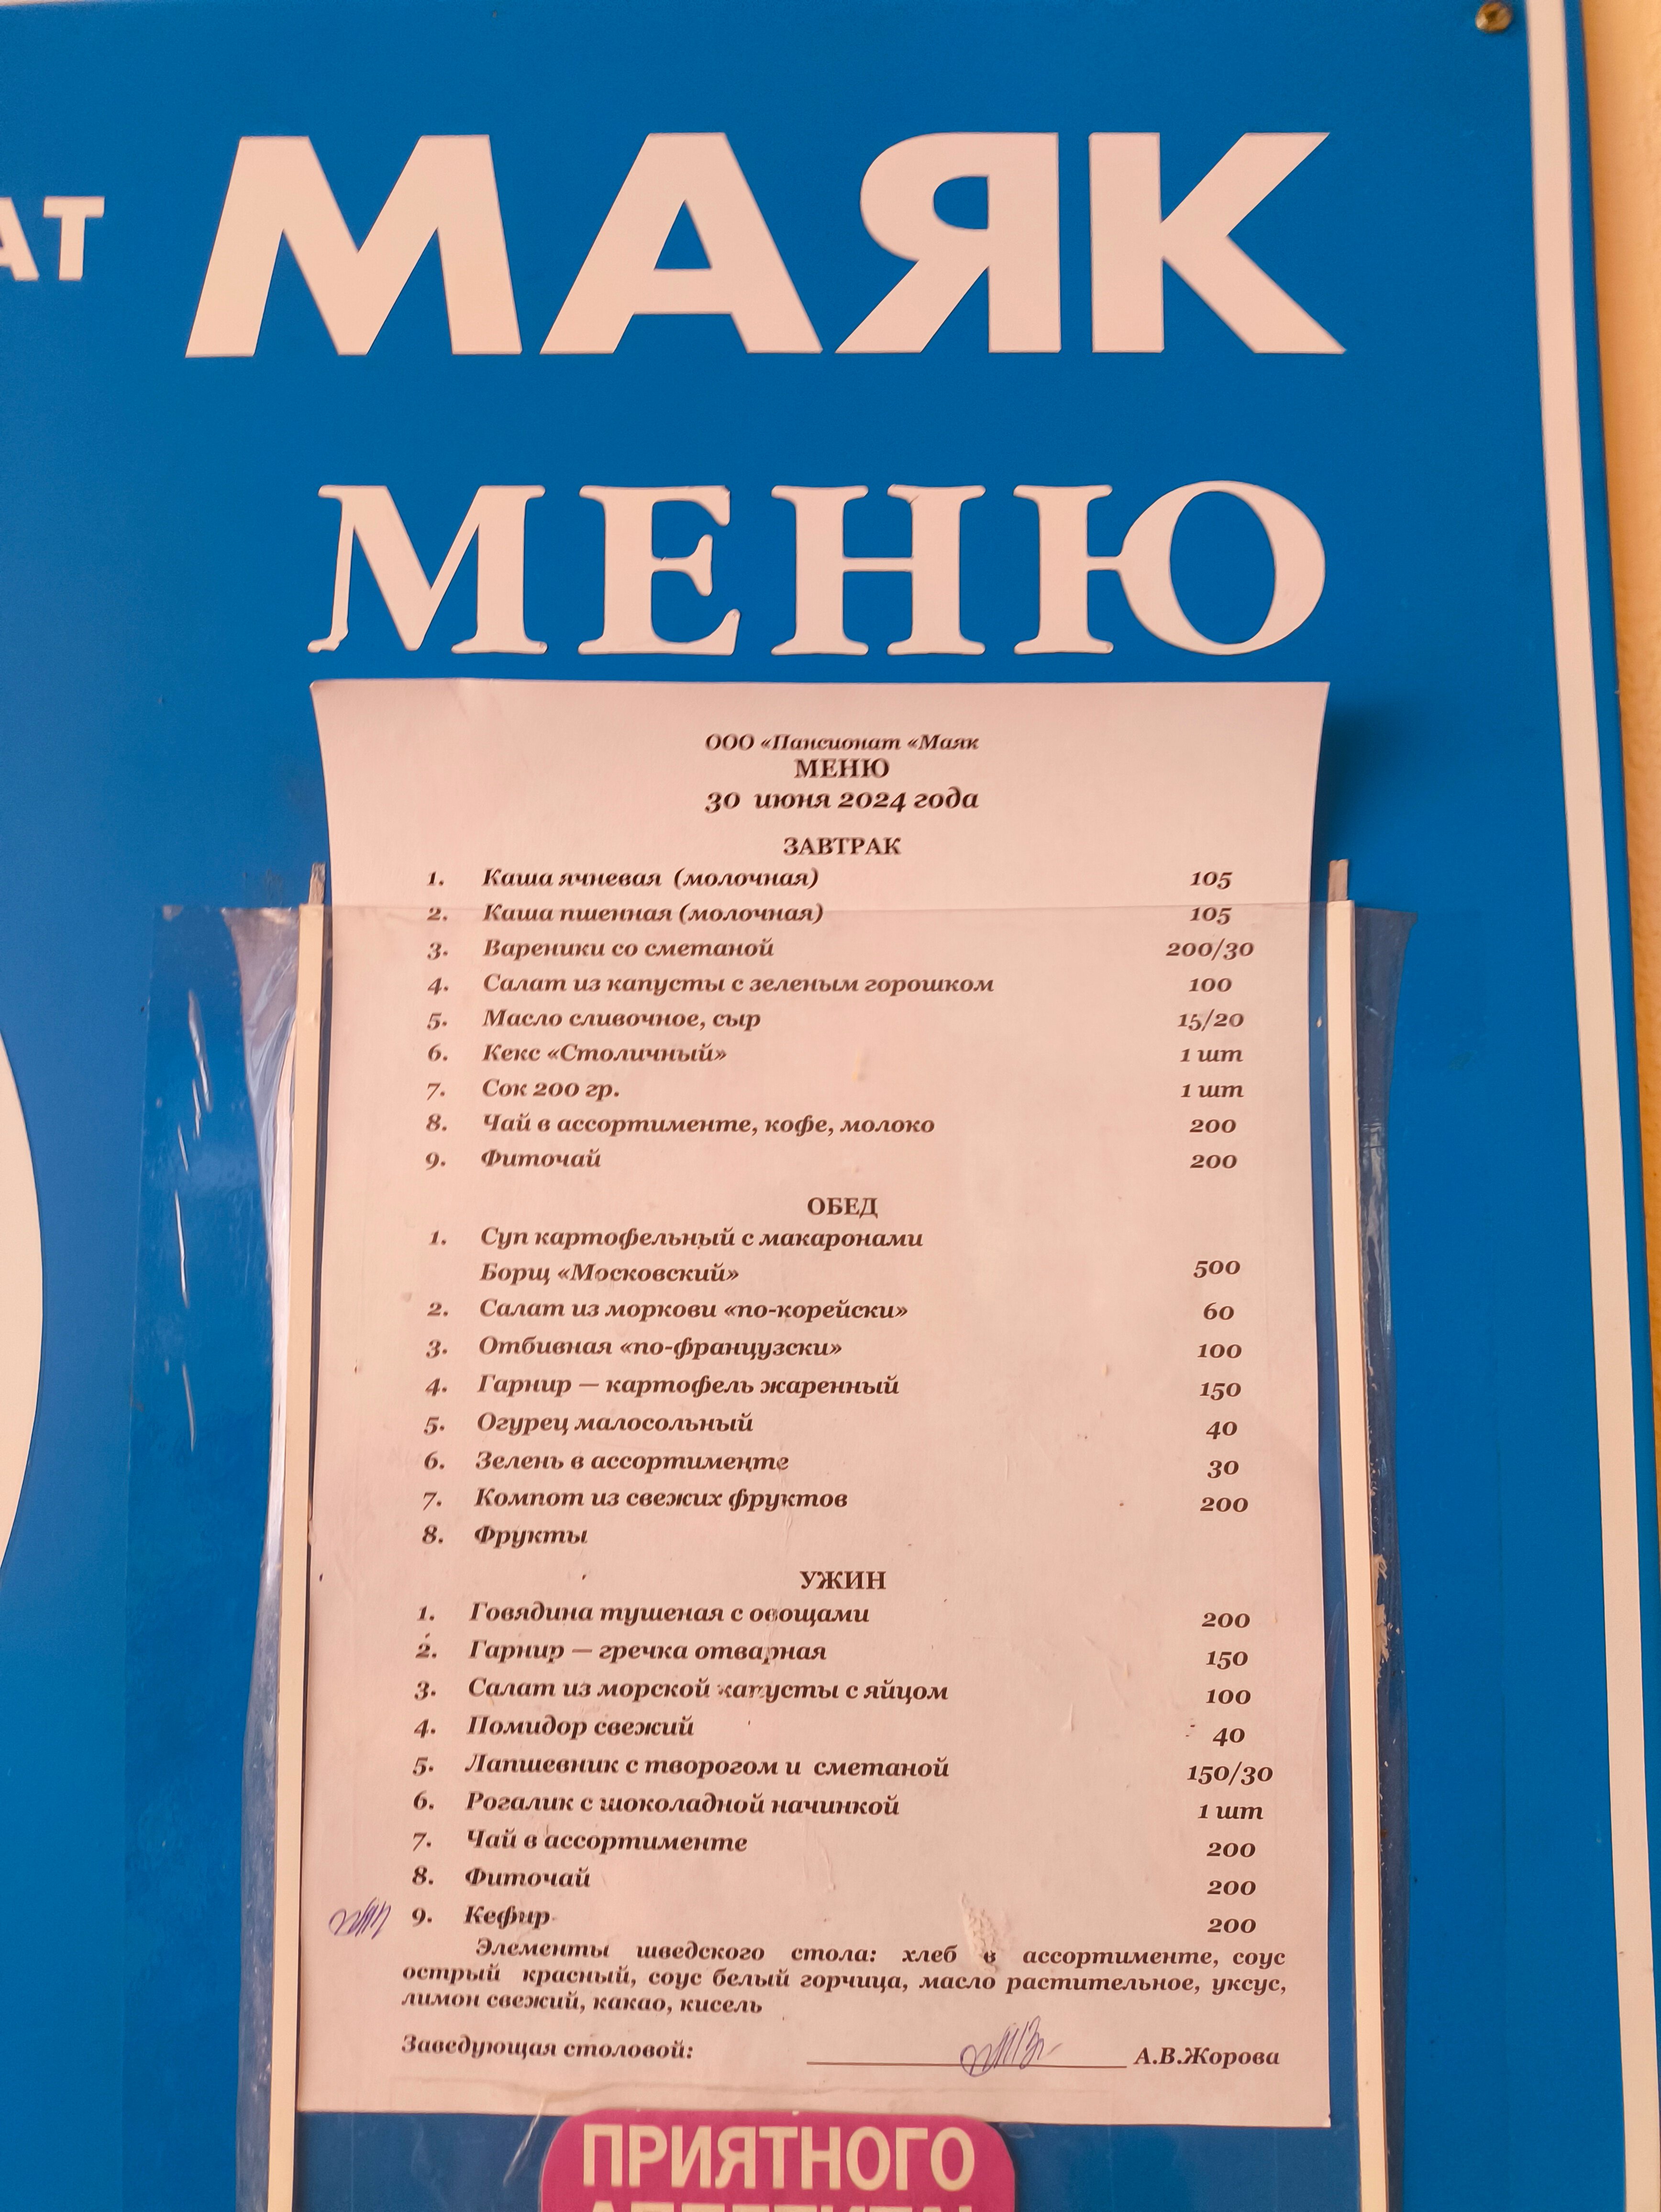 АТ
МАЯК
МЕНЮ
ООО «Пансионат «Маяк
МЕНЮ
30 июня 2024 года
ЗАВТРАК
1. Каша ячневая (молочная) 105
2. Каша пшенная (молочная) 105
3. Вареники со сметаной 200/30
4. Салат из капусты с зеленым горошком 100
5. Масло сливочное, сыр 15/20
6. Кекс «Столичный» 1 шт
7. Сок 200 гр. 1 шт
8. Чай в ассортименте, кофе, молоко 200
9. Фиточай 200
ОБЕД
1. Суп картофельный с макаронами
Борщ «Московский» 500
2. Салат из моркови «по-корейски» 60
3. Отбивная «по-французски» 100
4. Гарнир — картофель жаренный 150
5. Огурец малосольный 40
6. Зелень в ассортименте 30
7. Компот из свежих фруктов 200
8. Фрукты
УЖИН
1. Говядина тушеная с овощами 200
2. Гарнир — гречка отварная 150
3. Салат из морской капусты с яйцом 100
4. Помидор свежий 40
5. Лапшевник с творогом и сметаной 150/30
6. Рогалик с шоколадной начинкой 1 шт
7. Чай в ассортименте 200
8. Фиточай 200
9. Кефир 200
Элементы шведского стола: хлеб в ассортименте, соус
острый красный, соус белый горчица, масло растительное, уксус,
лимон свежий, какао, кисель
Заведующая столовой: А.В.Жорова
ПРИЯТНОГО